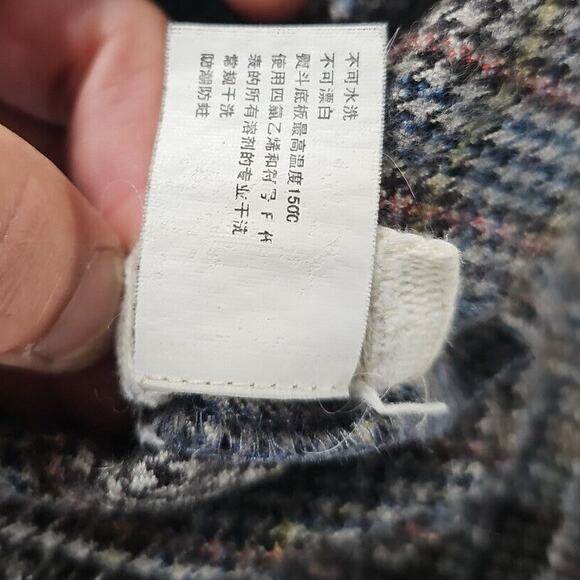 不可水洗
不可漂白
熨斗底板最高温度150C
使用四氯乙烯和符号F
液的所有溶剂的专业干洗
常规干洗
防潮防蛀